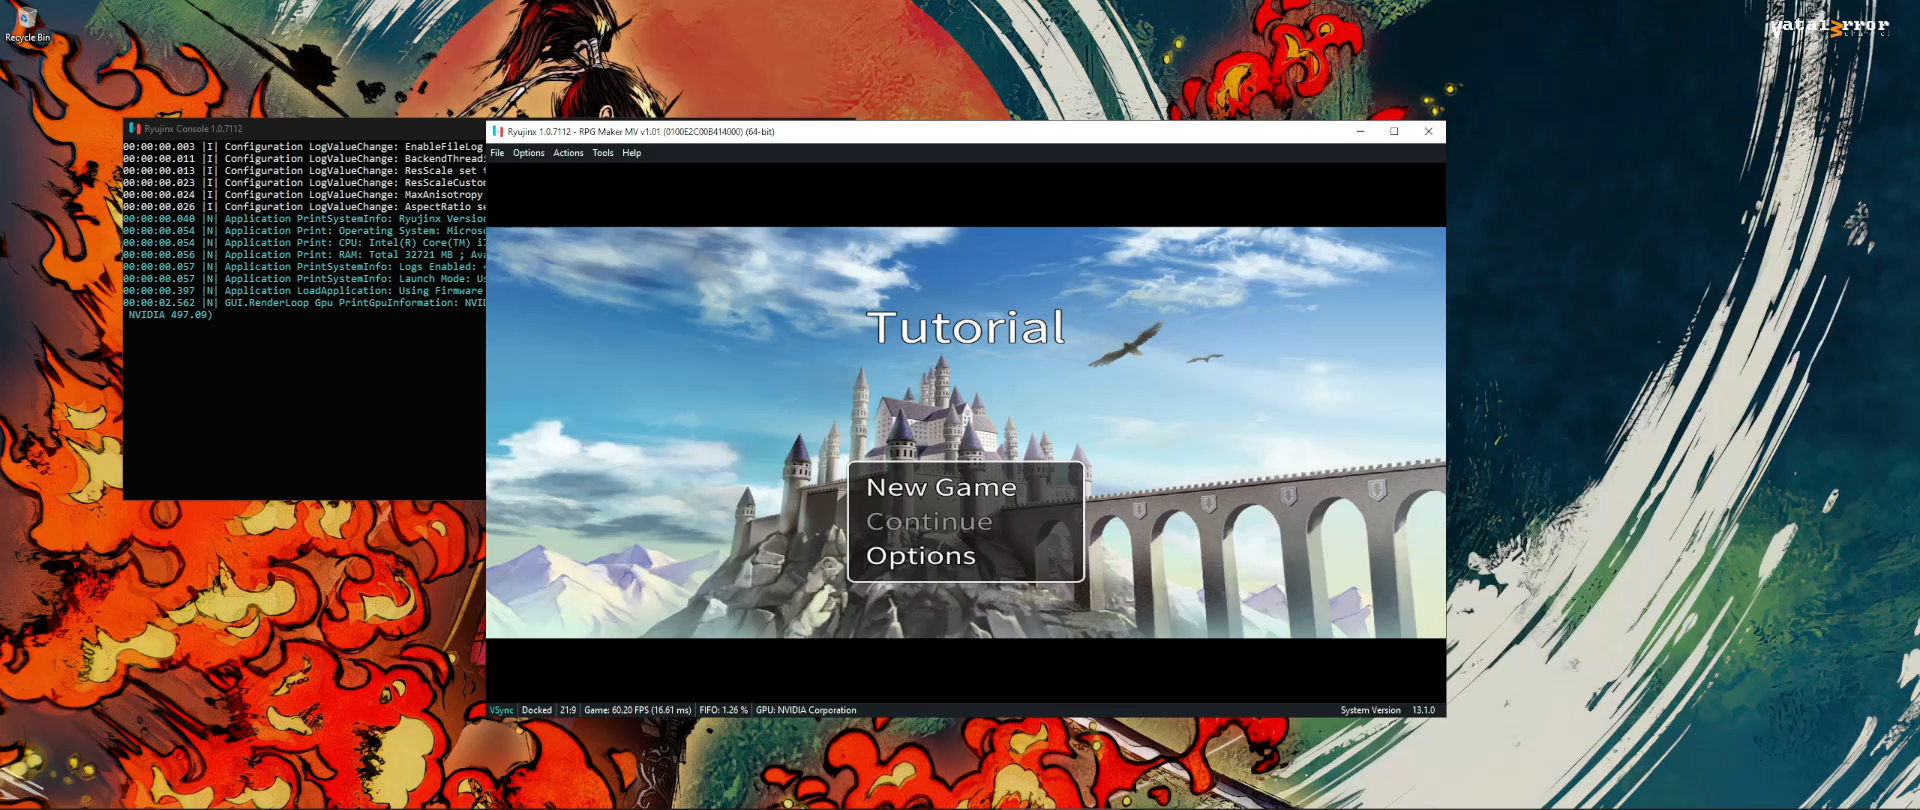 Recycle Bin
Ryujinx Console 1.0.7112
00:00:00.003 |I| Configuration LogValueChange: EnableFileLog
00:00:00.011 |I| Configuration LogValueChange: BackendThreadi
00:00:00.013 |I| Configuration LogValueChange: ResScale set t
00:00:00.023 |I| Configuration LogValueChange: ResScaleCustom
00:00:00.024 |I| Configuration LogValueChange: MaxAnisotropy
00:00:00.026 |I| Configuration LogValueChange: AspectRatio se
00:00:00.040 |N| Application PrintSystemInfo: Ryujinx Version
00:00:00.054 |N| Application Print: Operating System: Microso
00:00:00.054 |N| Application Print: CPU: Intel(R) Core(TM) i7
00:00:00.056 |N| Application Print: RAM: Total 32721 MB ; Ava
00:00:00.057 |N| Application PrintSystemInfo: Logs Enabled:
00:00:00.057 |N| Application PrintSystemInfo: Launch Mode: Us
00:00:00.397 |N| Application LoadApplication: Using Firmware
00:00:02.562 |N| GUI.RenderLoop Gpu PrintGpuInformation: NVID
NVIDIA 497.09)
Ryujinx 1.0.7112 - RPG Maker MV v1.01 (0100E2C00B414000) (64-bit)
File Options Actions Tools Help
Tutorial
New Game
Continue
Options
VSync Docked 21:9 Game: 60.20 FPS (16.61 ms) FIFO: 1.26 % GPU: NVIDIA Corporation System Version 13.1.0